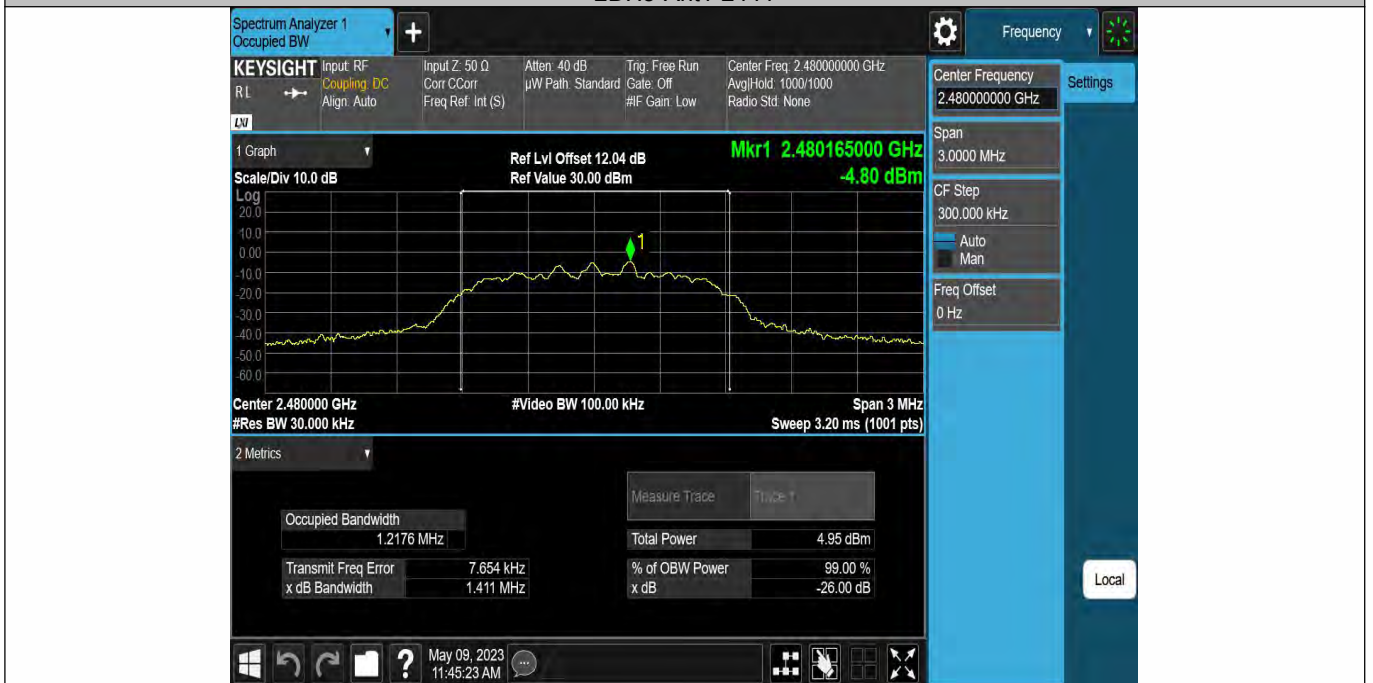 Spectrum Analyzer 1
Occupied BW
Frequency
KEYSIGHT
RL
LXI
Input: RF
Coupling: DC
Align: Auto
Input Z: 50 Ω
Corr CCorr
Freq Ref: Int (S)
Atten: 40 dB
µW Path: Standard
Trig: Free Run
Gate: Off
#IF Gain: Low
Center Freq: 2.480000000 GHz
Avg|Hold: 1000/1000
Radio Std: None
Center Frequency
2.480000000 GHz
Settings
Span
3.0000 MHz
CF Step
300.000 kHz
Auto
Man
Freq Offset
0 Hz
Local
1 Graph
Scale/Div 10.0 dB
Ref Lvl Offset 12.04 dB
Ref Value 30.00 dBm
Mkr1 2.480165000 GHz
-4.80 dBm
Log
20.0
10.0
0.00
-10.0
-20.0
-30.0
-40.0
-50.0
-60.0
1
Center 2.480000 GHz
#Video BW 100.00 kHz
Span 3 MHz
#Res BW 30.000 kHz
Sweep 3.20 ms (1001 pts)
2 Metrics
Measure Trace
Trace 1
Occupied Bandwidth
1.2176 MHz
Total Power
4.95 dBm
Transmit Freq Error
7.654 kHz
% of OBW Power
99.00 %
x dB Bandwidth
1.411 MHz
x dB
-26.00 dB
?
May 09, 2023
11:45:23 AM